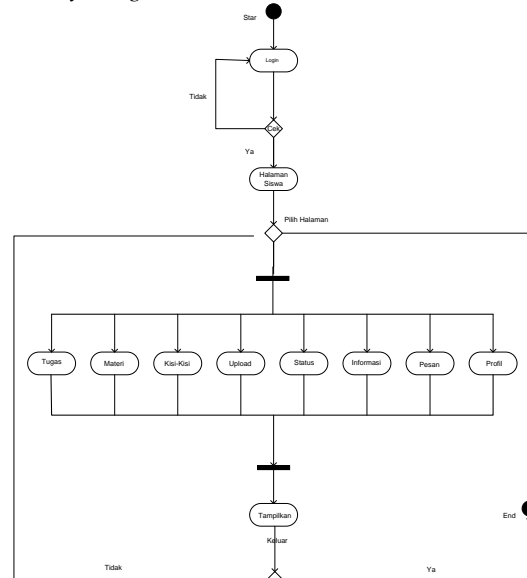 Star
Login
Tidak
Cek
Ya
Halaman
Siswa
Pilih Halaman
Tugas
Materi
Kisi-Kisi
Upload
Status
Informasi
Pesan
Profil
Tampilkan
End
Keluar
Tidak
Ya